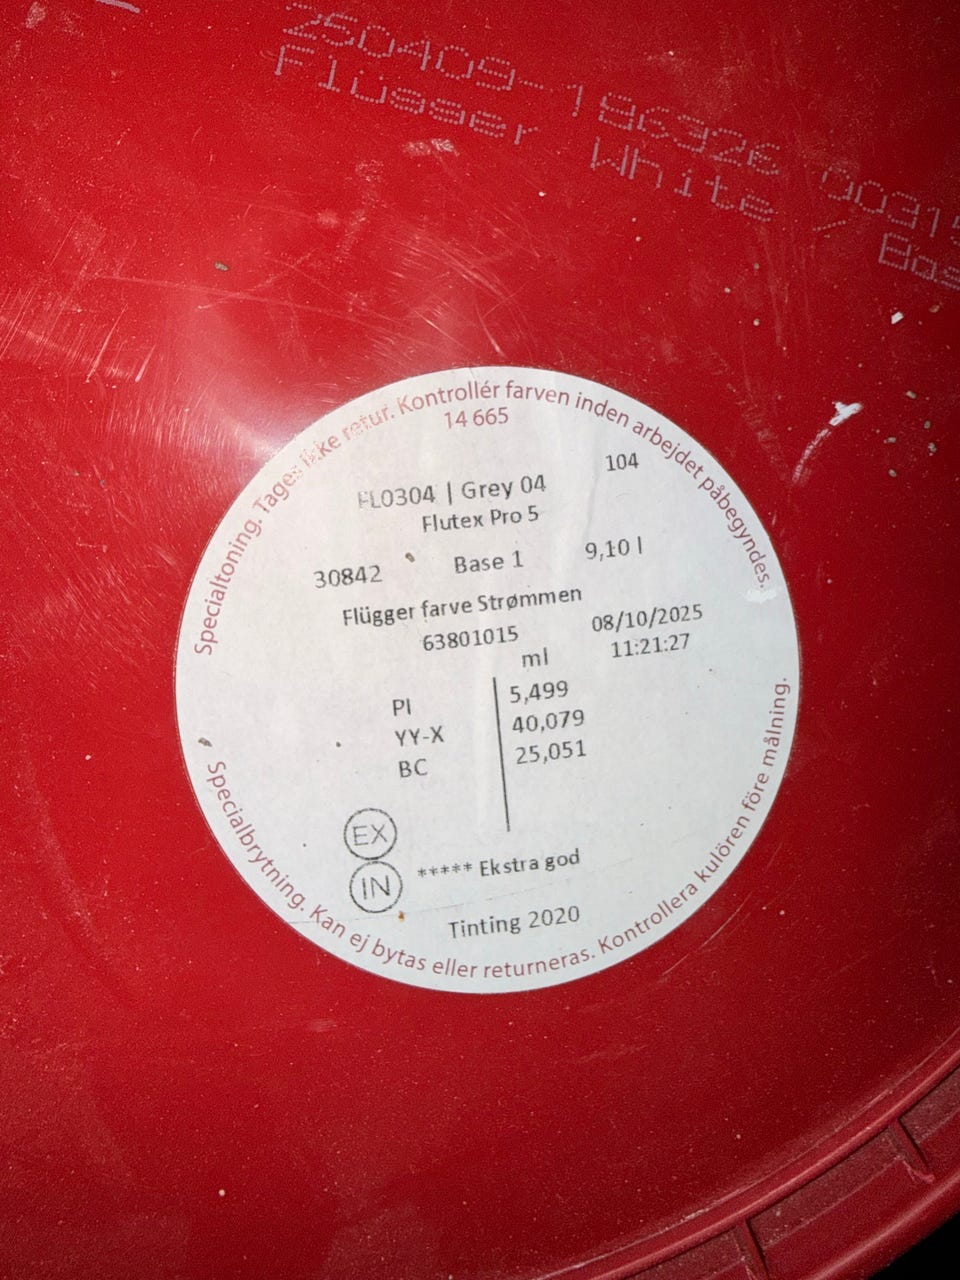 250409-186326 00315
Flügger White / Bas
Specialtoning. Tages ikke retur. Kontrollér farven inden arbejdet påbegyndes.
14 665
104
FL0304 | Grey 04
Flutex Pro 5
30842 Base 1 9,10 l
Flügger farve Strømmen
63801015 08/10/2025
ml 11:21:27
PI 5,499
YY-X 40,079
BC 25,051
EX
IN ***** Ekstra god
Tinting 2020
Specialbrytning. Kan ej bytas eller returneras. Kontrollera kulören före målning.